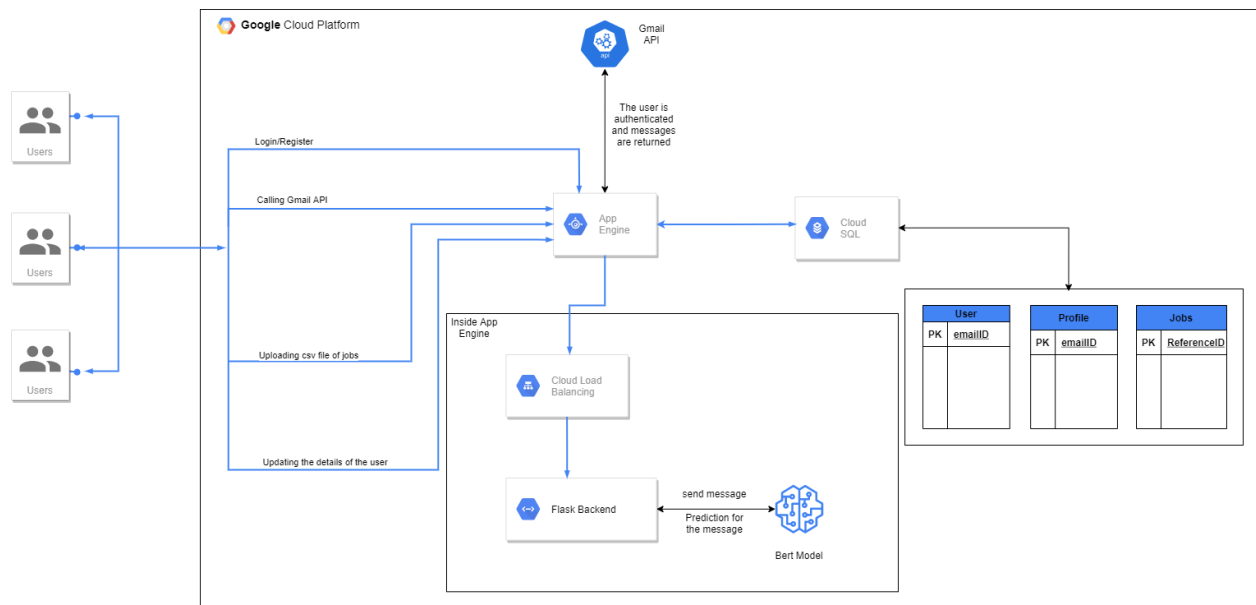 Google Cloud Platform
Gmail
API
api
The user is
authenticated
and messages
are returned
Users
Users
Users
Login/Register
Calling Gmail API
Uploading csv file of jobs
Updating the details of the user
App
Engine
Cloud
SQL
User
PK emailID
Profile
PK emailID
Jobs
PK ReferenceID
Inside App
Engine
Cloud Load
Balancing
Flask Backend
send message
Prediction for
the message
Bert Model